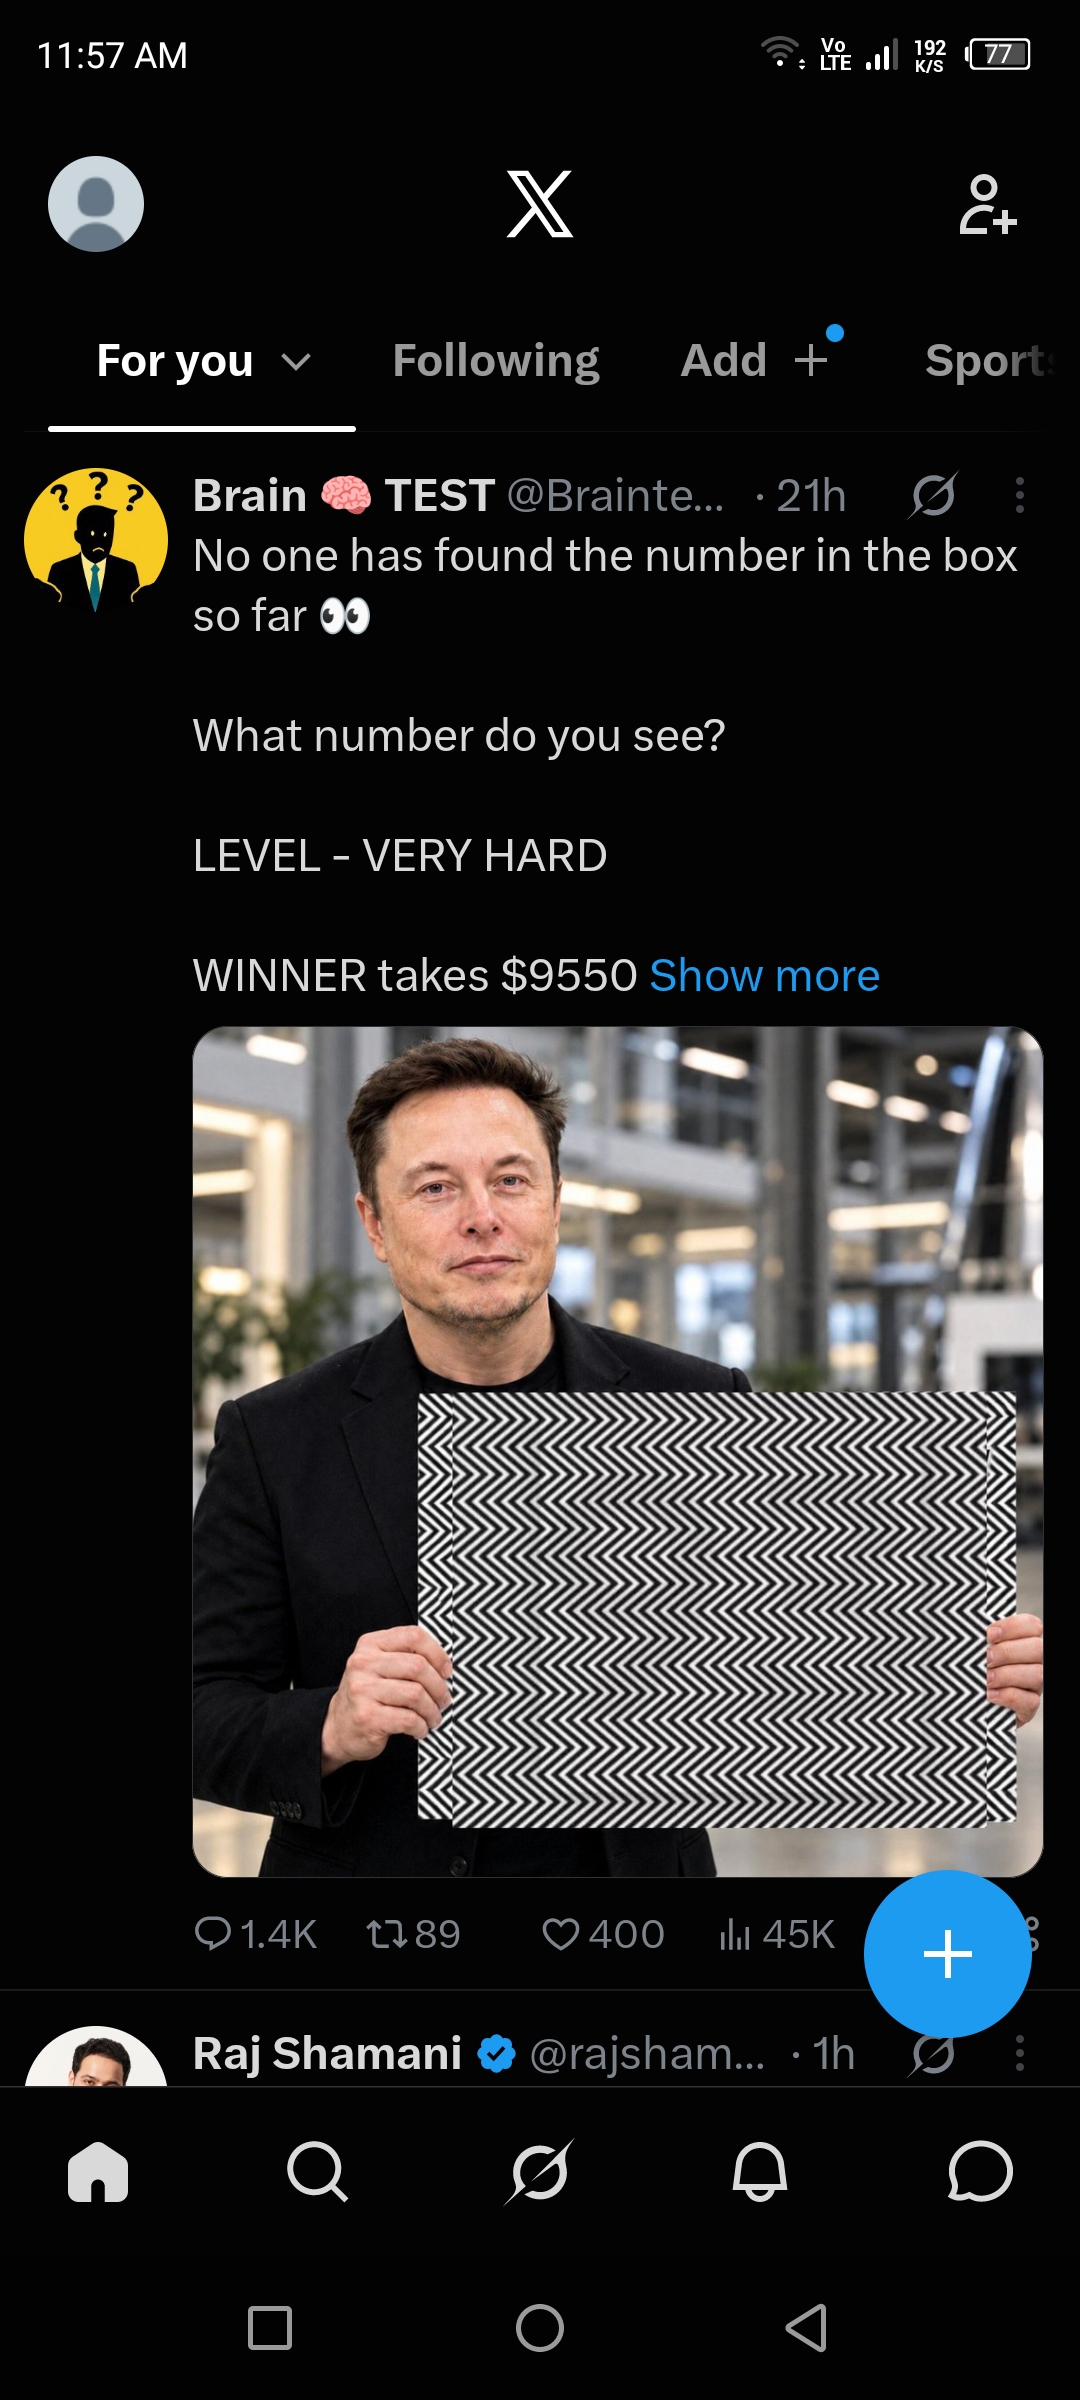 11:57 AM
Vo
LTE
192
K/S
77
For you
Following
Add
Sports
Brain 🧠 TEST @Brainte... · 21h
No one has found the number in the box
so far 👀
What number do you see?
LEVEL - VERY HARD
WINNER takes $9550 Show more
1.4K
89
400
45K
Raj Shamani @rajsham... · 1h